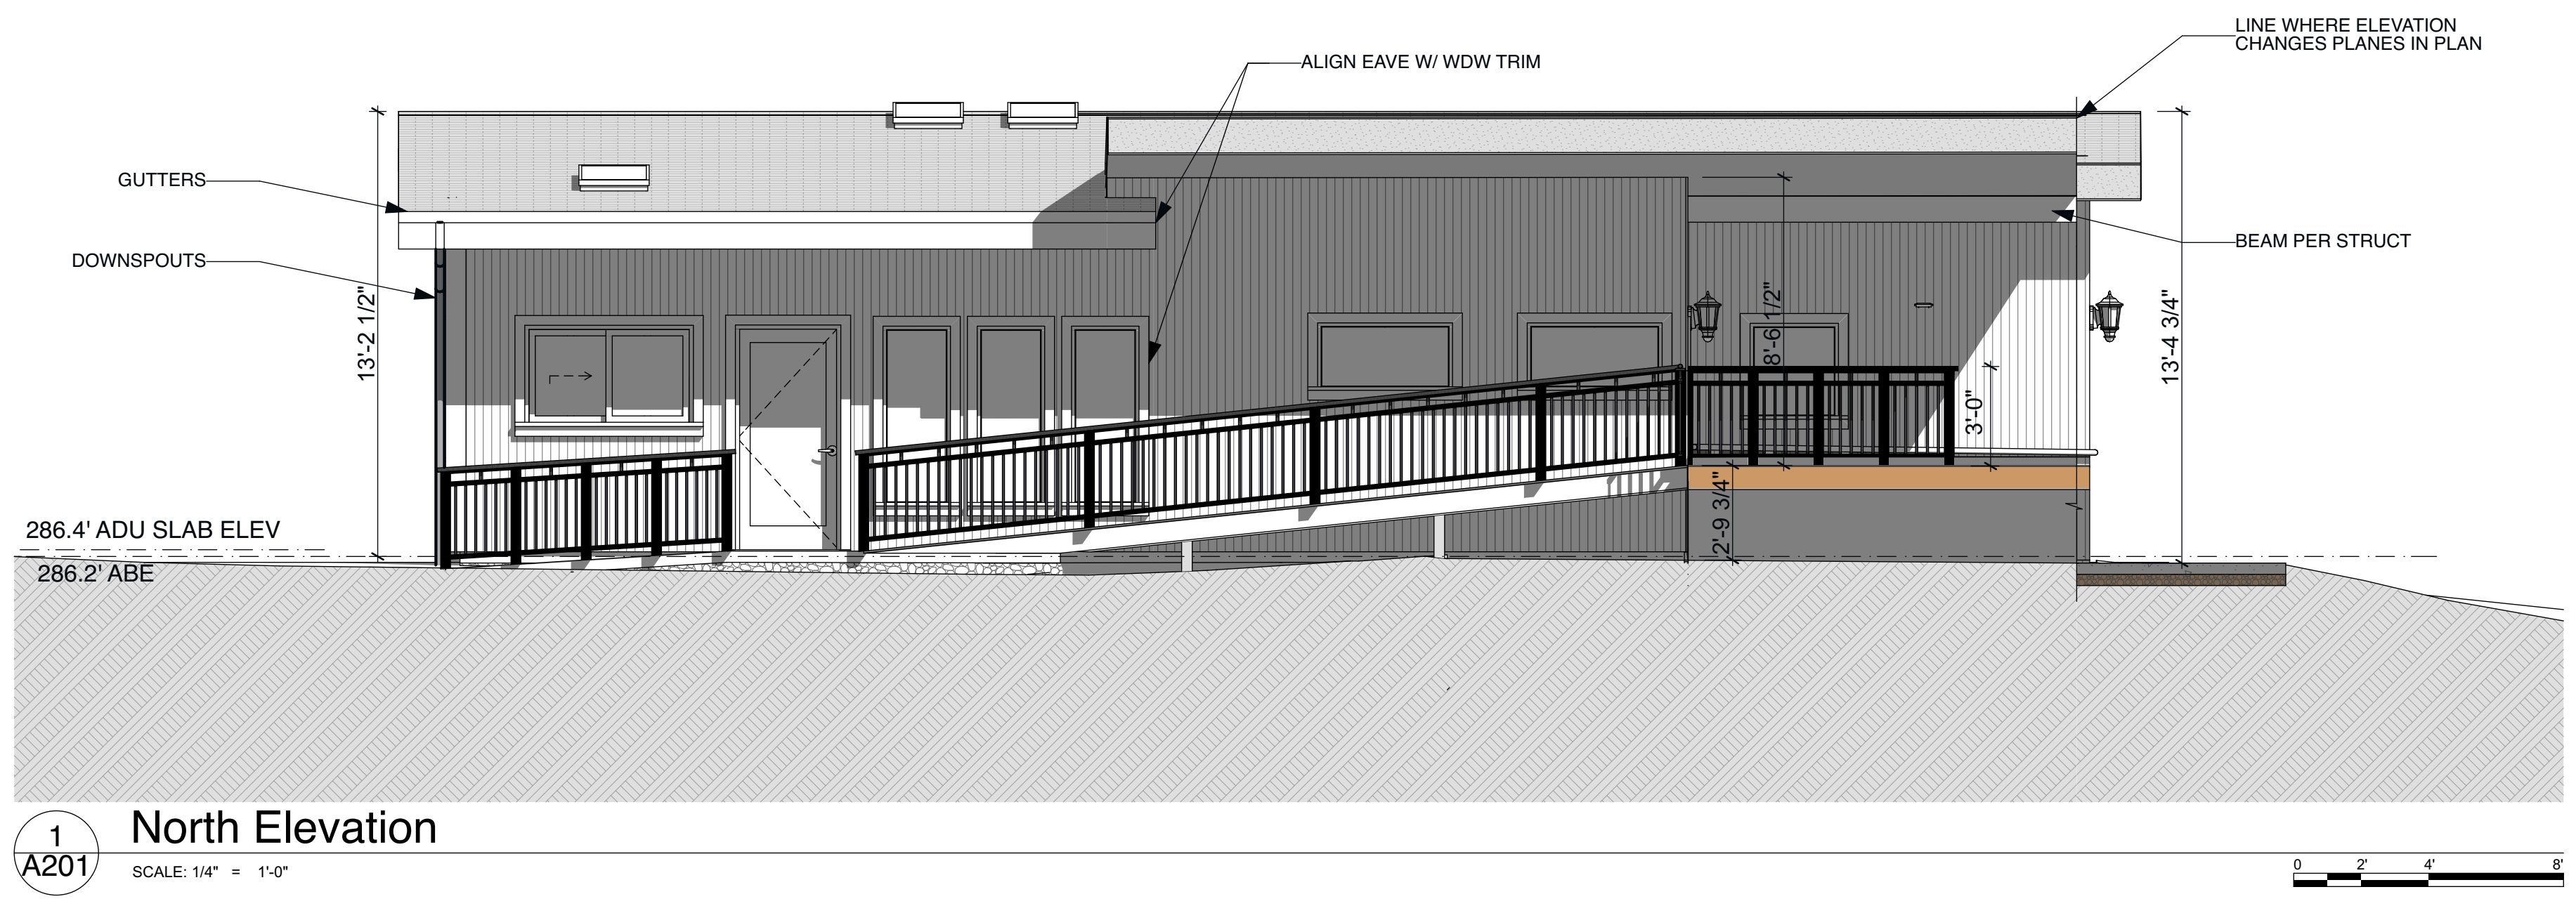 LINE WHERE ELEVATION
CHANGES PLANES IN PLAN
ALIGN EAVE W/ WDW TRIM
GUTTERS
DOWNSPOUTS
BEAM PER STRUCT
13'-2 1/2"
8'-6 1/2"
13'-4 3/4"
3'-0"
2'-9 3/4"
286.4' ADU SLAB ELEV
286.2' ABE
1
A201
North Elevation
SCALE: 1/4" = 1'-0"
0 2' 4' 8'